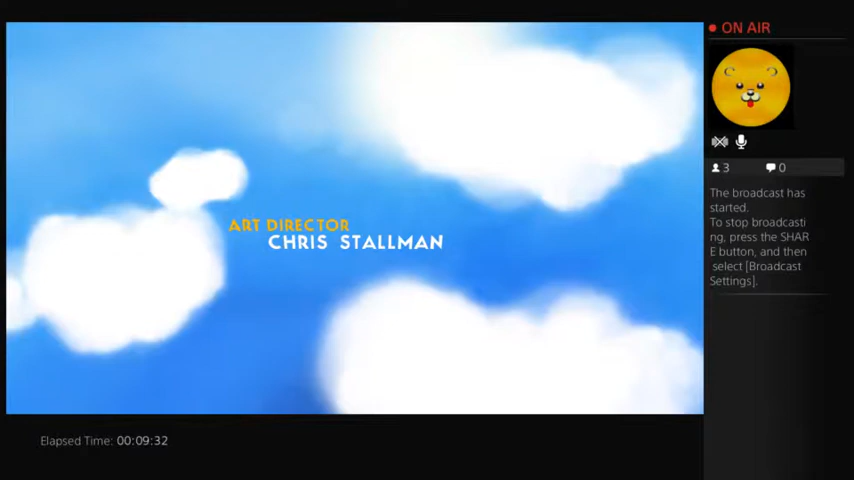 ON AIR
3 0
The broadcast has
started.
To stop broadcasti
ng, press the SHAR
E button, and then
select [Broadcast
Settings].
ART DIRECTOR
CHRIS STALLMAN
Elapsed Time: 00:09:32